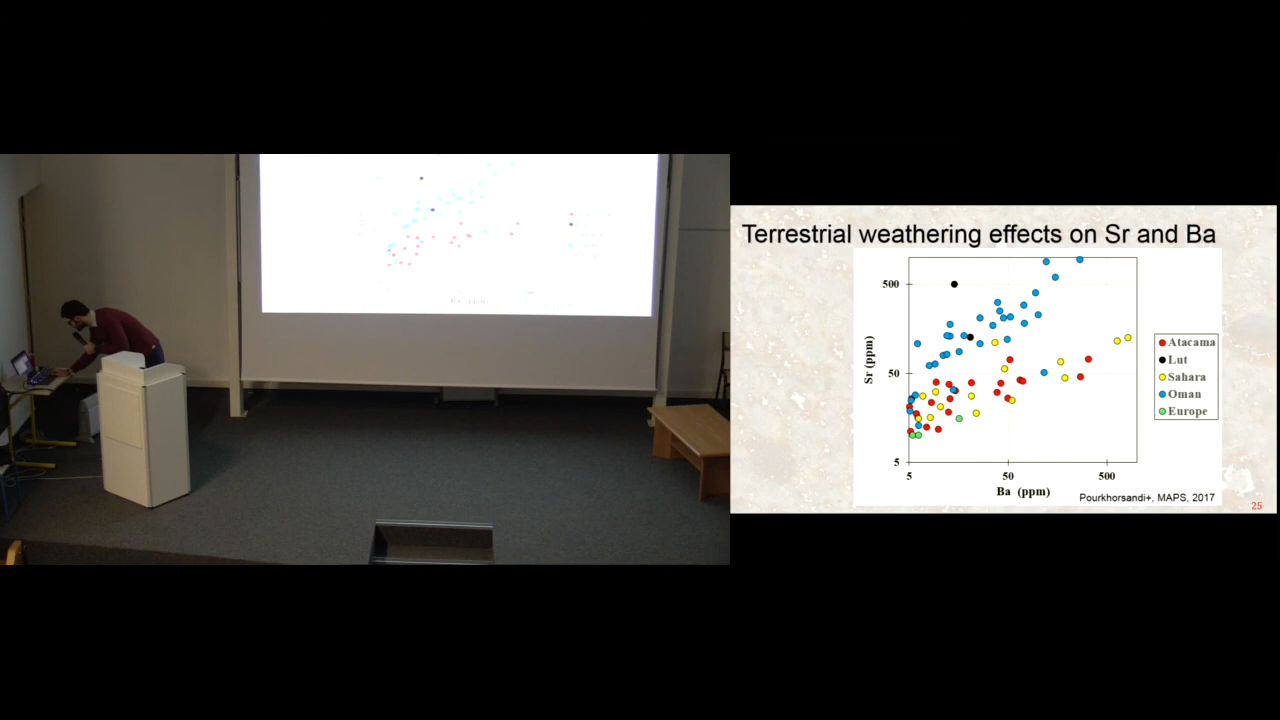 Terrestrial weathering effects on Sr and Ba
500
50
5
Sr (ppm)
5
50
500
Ba (ppm)
Atacama
Lut
Sahara
Oman
Europe
Pourkhorsandi+, MAPS, 2017
25